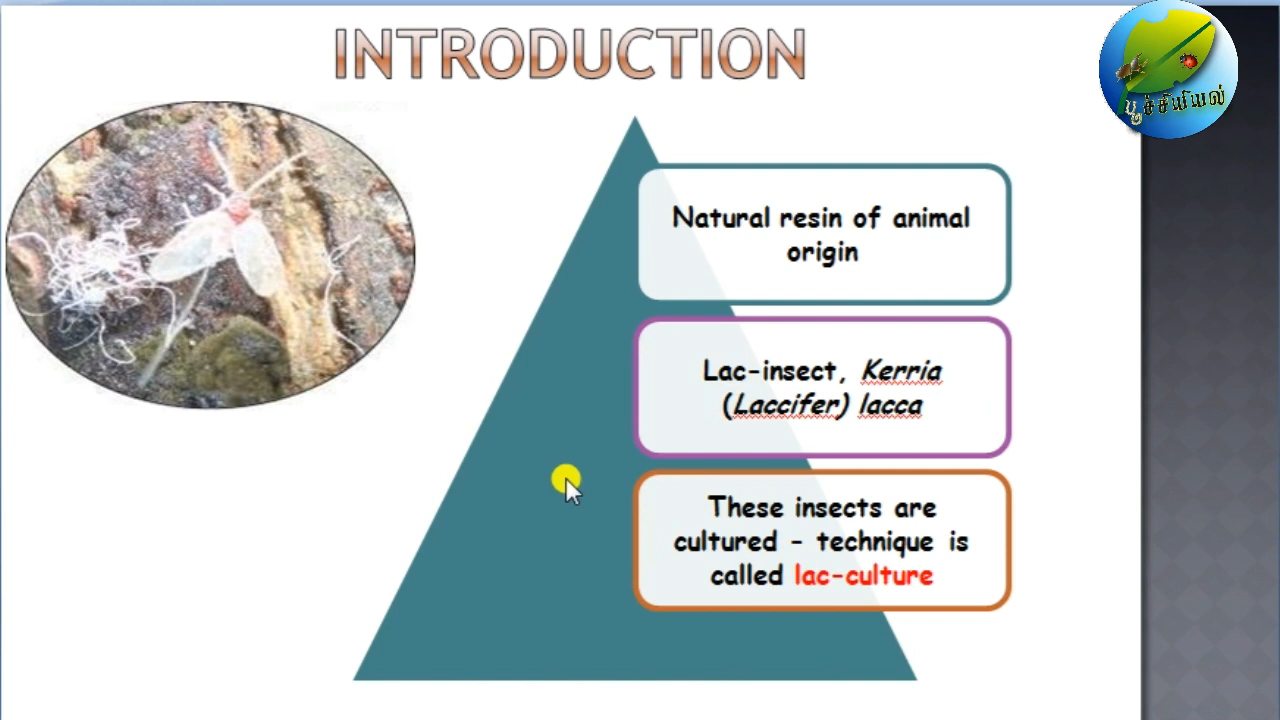 INTRODUCTION
பூச்சியியல்
Natural resin of animal
origin
Lac-insect, Kerria
(Laccifer) lacca
These insects are
cultured – technique is
called lac-culture